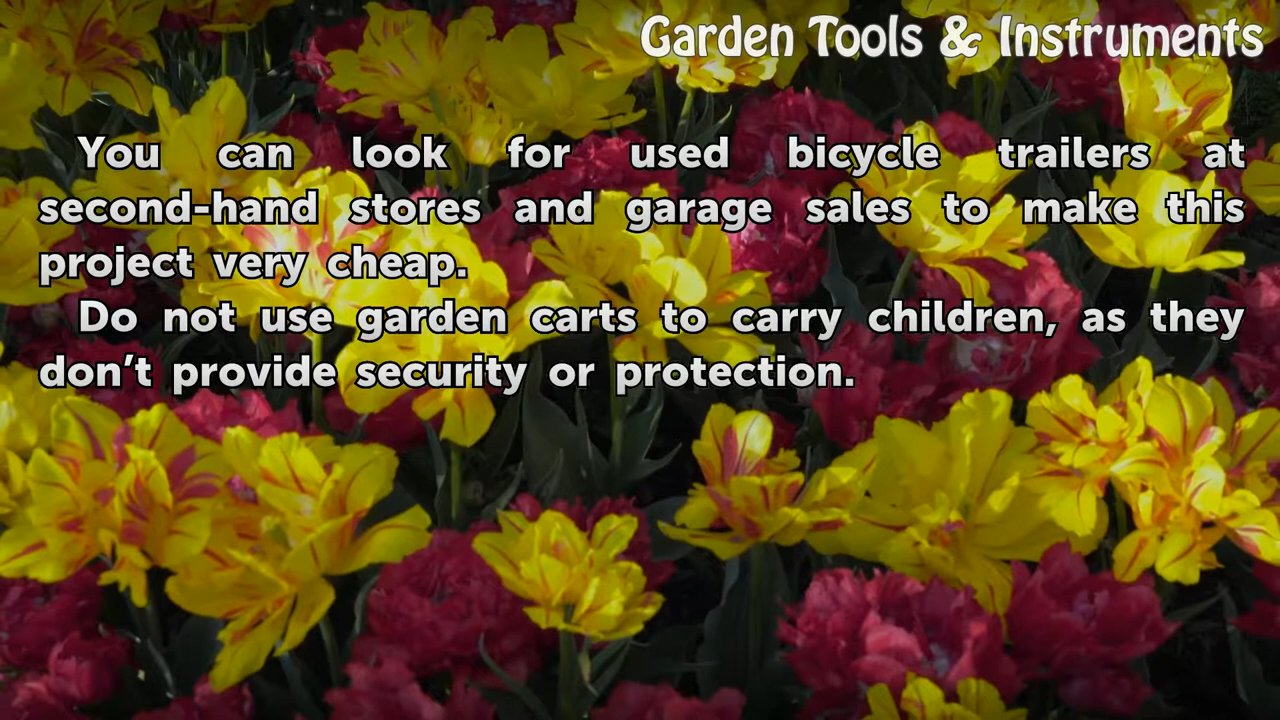 Garden Tools & Instruments
You can look for used bicycle trailers at
second-hand stores and garage sales to make this
project very cheap.
Do not use garden carts to carry children, as they
don't provide security or protection.